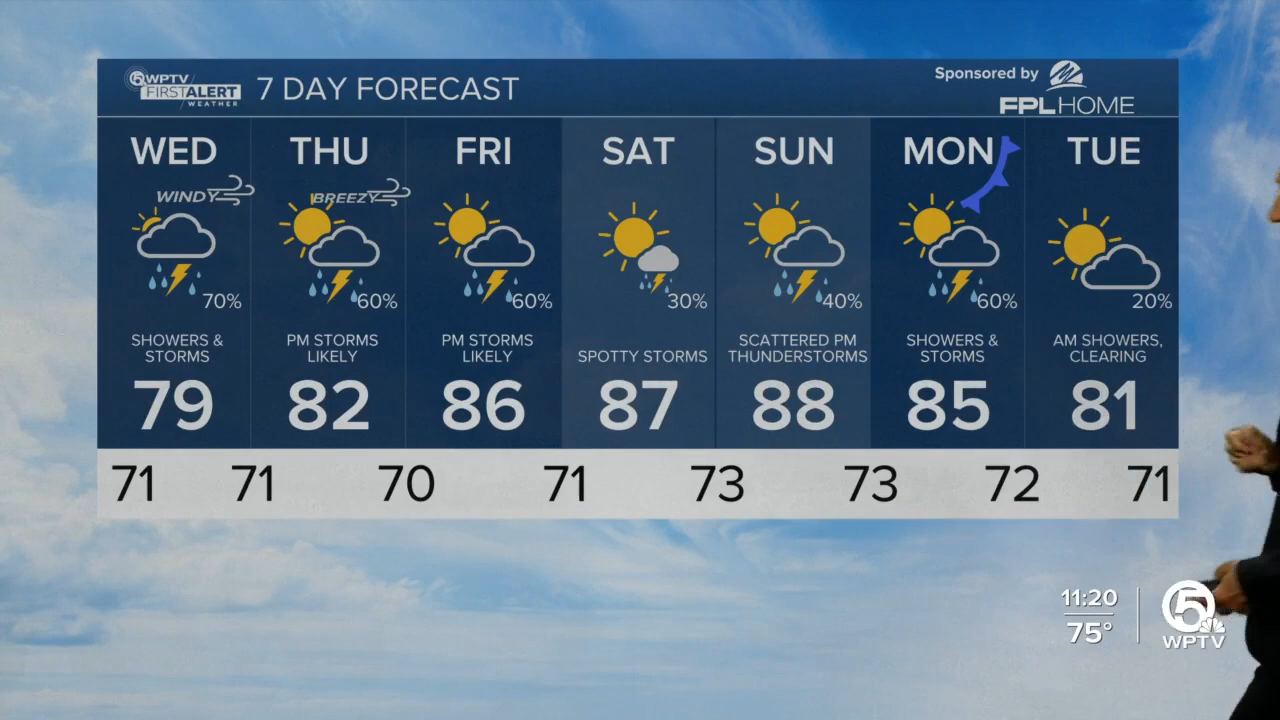 5 WPTV
FIRST ALERT
WEATHER
7 DAY FORECAST
Sponsored by
FPL HOME
WED THU FRI SAT SUN MON TUE
WINDY BREEZY
70% 60% 60% 30% 40% 60% 20%
SHOWERS & STORMS
PM STORMS LIKELY
PM STORMS LIKELY
SPOTTY STORMS
SCATTERED PM THUNDERSTORMS
SHOWERS & STORMS
AM SHOWERS, CLEARING
79 82 86 87 88 85 81
71 71 70 71 73 73 72 71
11:20
75°
5
WPTV